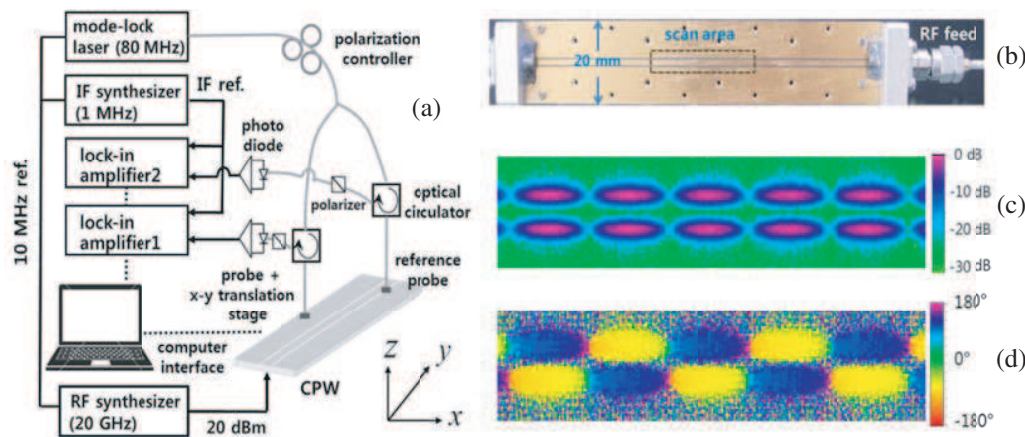 mode-lock
laser (80 MHz)
polarization
controller
(a)
IF ref.
IF synthesizer
(1 MHz)
photo
diode
lock-in
amplifier2
polarizer
optical
circulator
lock-in
amplifier1
10 MHz ref.
probe +
x-y translation
stage
reference
probe
computer
interface
CPW
z
y
x
RF synthesizer
(20 GHz)
20 dBm
scan area
20 mm
RF feed
(b)
0 dB
-10 dB
-20 dB
-30 dB
(c)
180°
0°
-180°
(d)